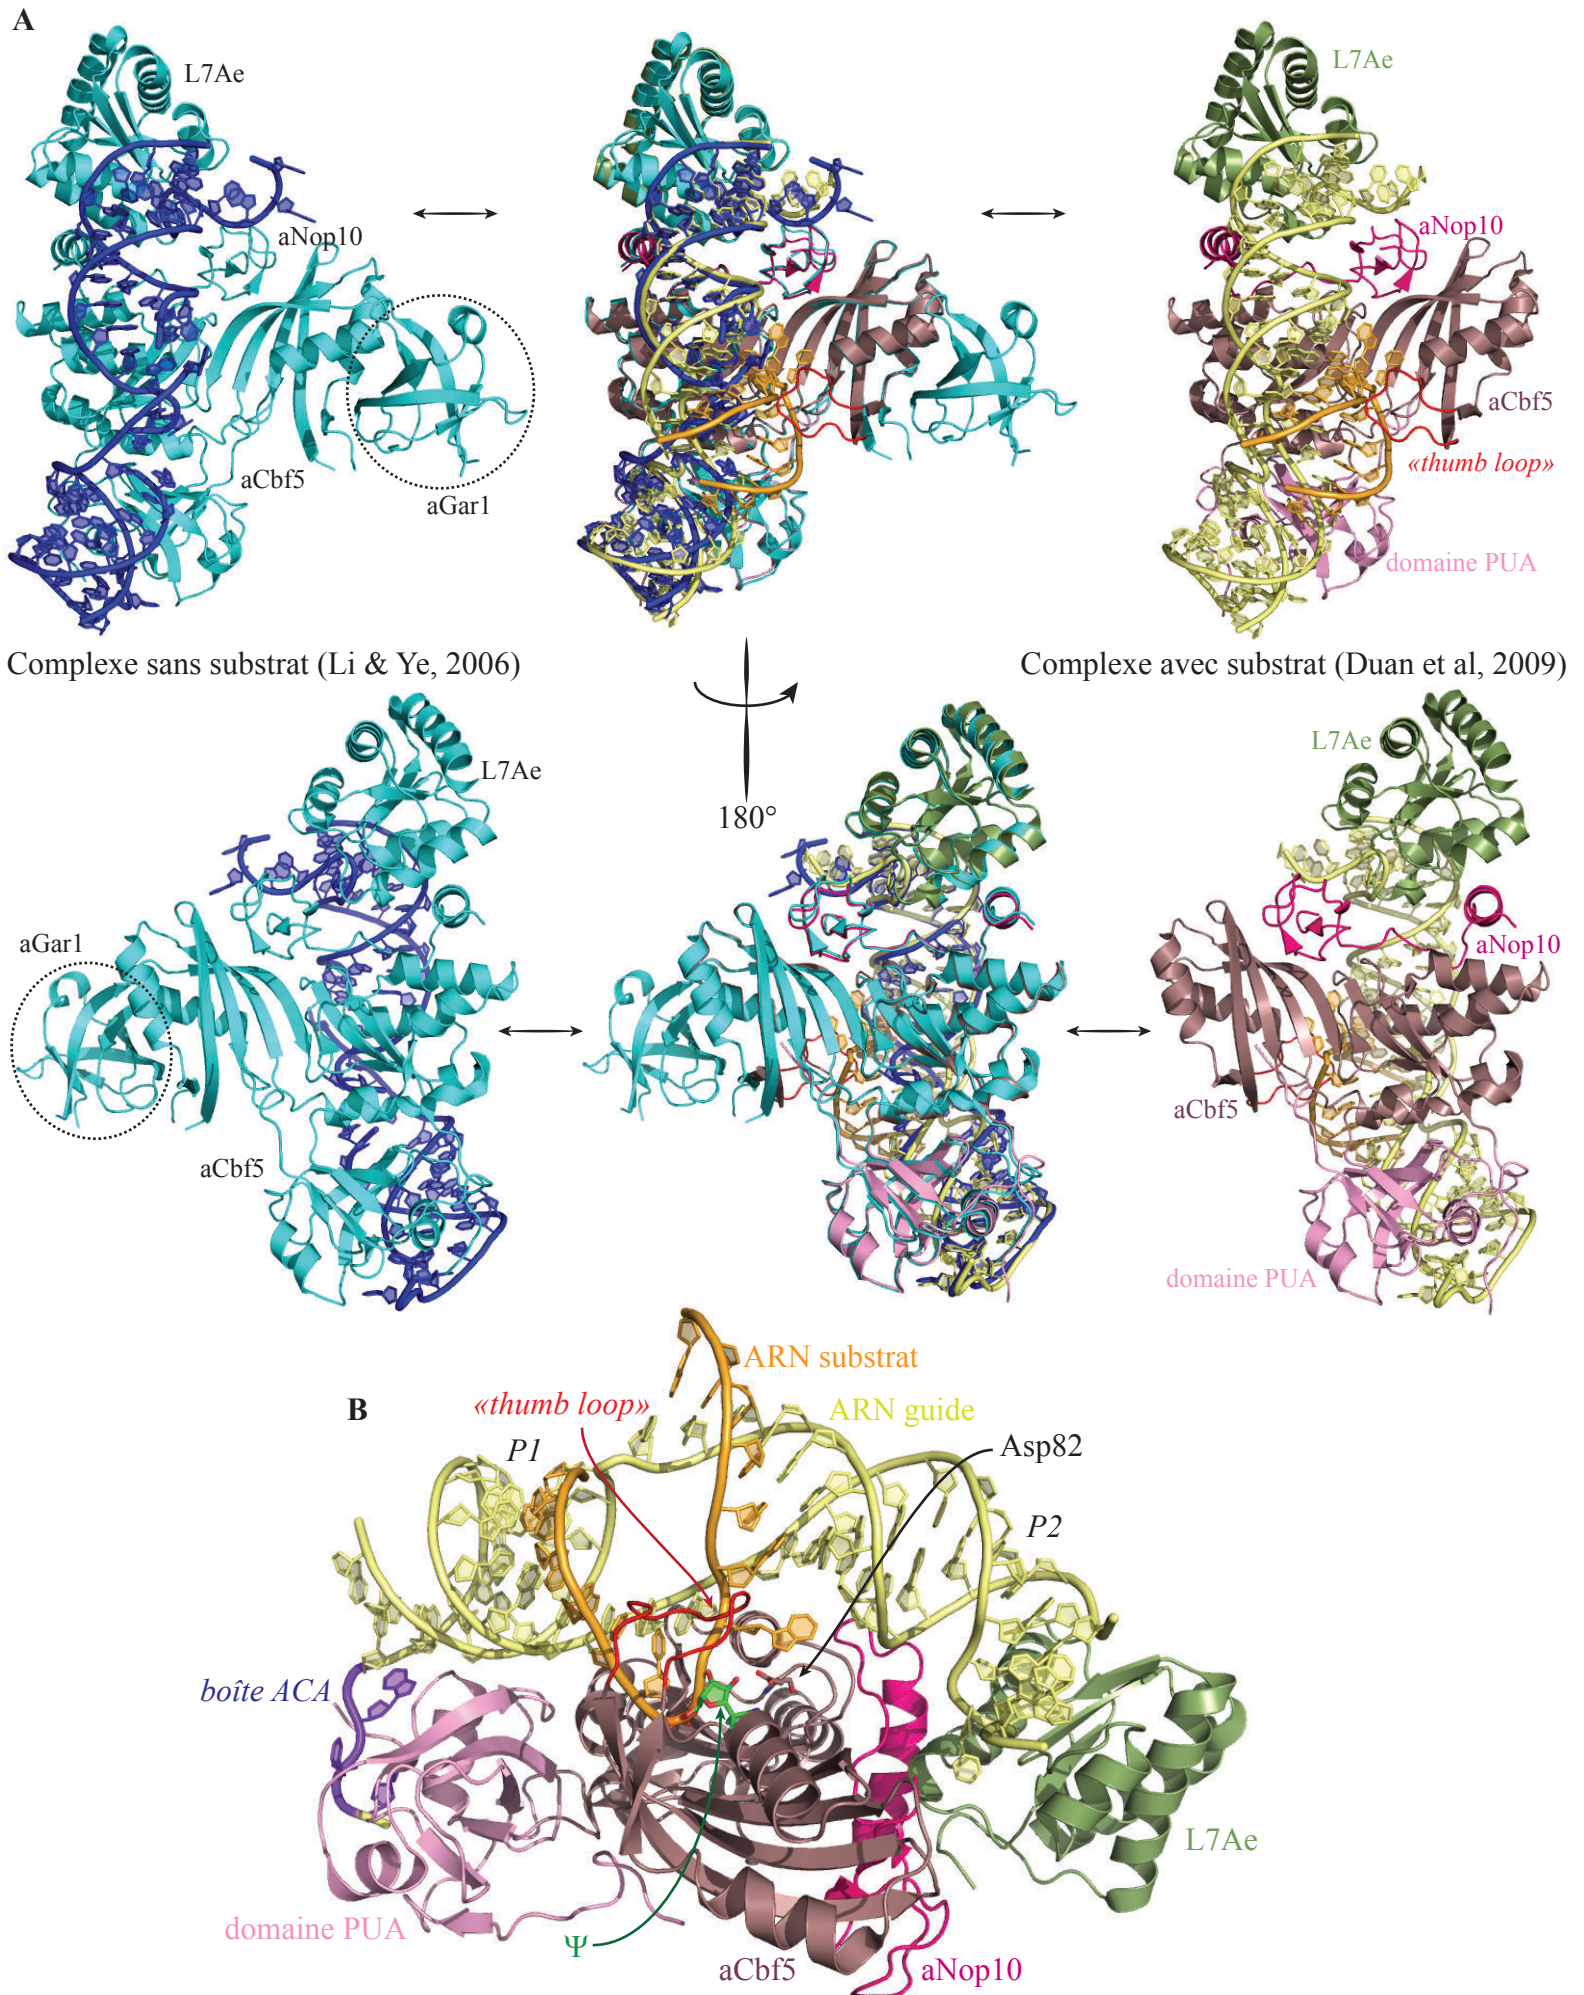 A
L7Ae
L7Ae
aNop10
aNop10
aCbf5
«thumb loop»
aCbf5
aGar1
domaine PUA
Complexe sans substrat (Li & Ye, 2006)
Complexe avec substrat (Duan et al, 2009)
L7Ae
L7Ae
180°
aGar1
aNop10
aCbf5
aCbf5
domaine PUA
B
ARN substrat
«thumb loop»
ARN guide
P1
Asp82
P2
boîte ACA
L7Ae
domaine PUA
Ψ
aCbf5
aNop10